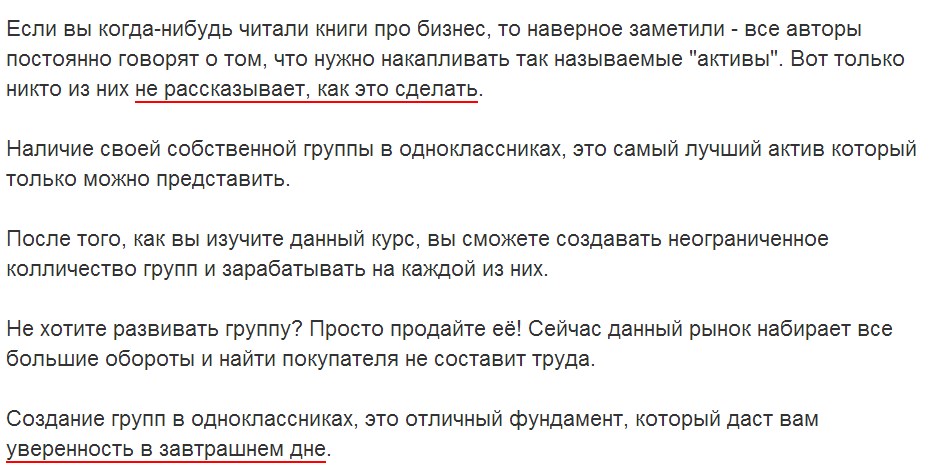 Если вы когда-нибудь читали книги про бизнес, то наверное заметили - все авторы
постоянно говорят о том, что нужно накапливать так называемые "активы". Вот только
никто из них не рассказывает, как это сделать.
Наличие своей собственной группы в одноклассниках, это самый лучший актив который
только можно представить.
После того, как вы изучите данный курс, вы сможете создавать неограниченное
колличество групп и зарабатывать на каждой из них.
Не хотите развивать группу? Просто продайте её! Сейчас данный рынок набирает все
большие обороты и найти покупателя не составит труда.
Создание групп в одноклассниках, это отличный фундамент, который даст вам
уверенность в завтрашнем дне.